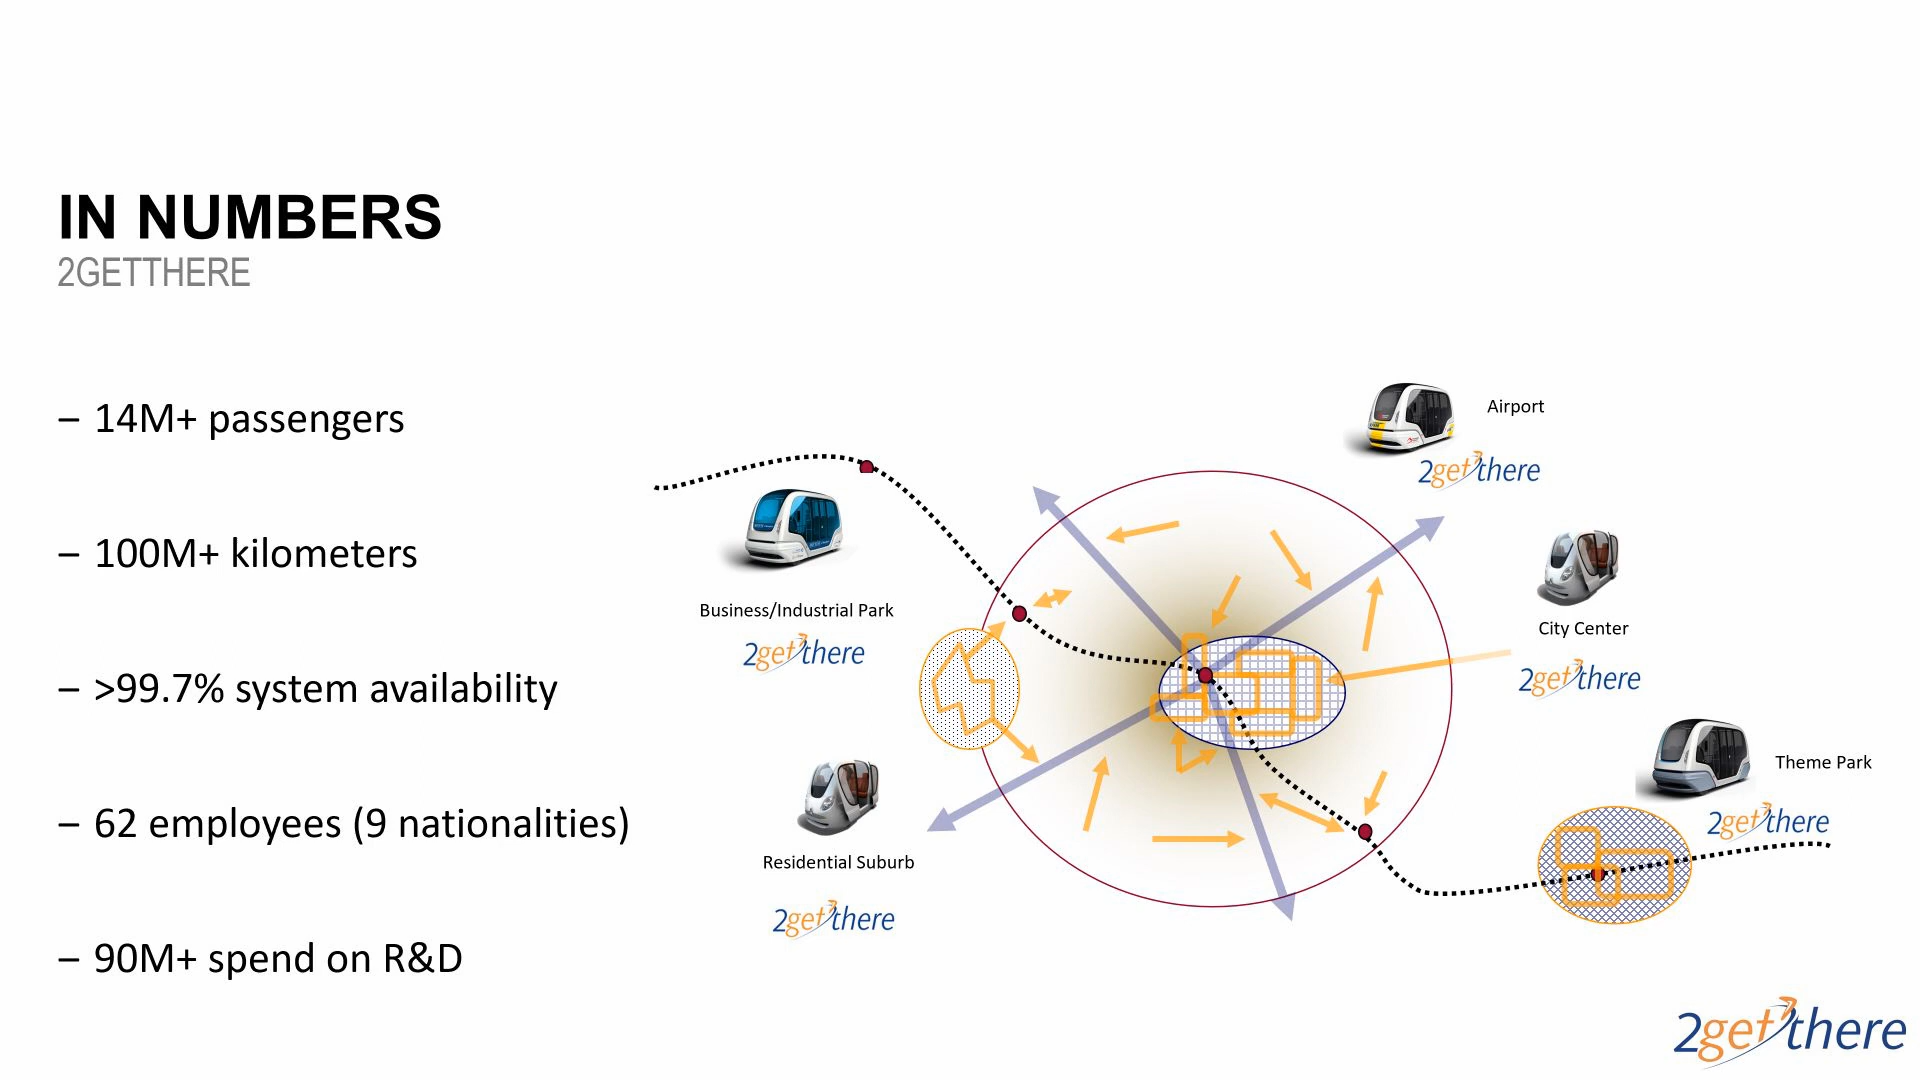 IN NUMBERS
2GETTHERE
– 14M+ passengers
– 100M+ kilometers
– >99.7% system availability
– 62 employees (9 nationalities)
– 90M+ spend on R&D
Business/Industrial Park
2getthere
Residential Suburb
2getthere
Airport
2getthere
City Center
2getthere
Theme Park
2getthere
2getthere